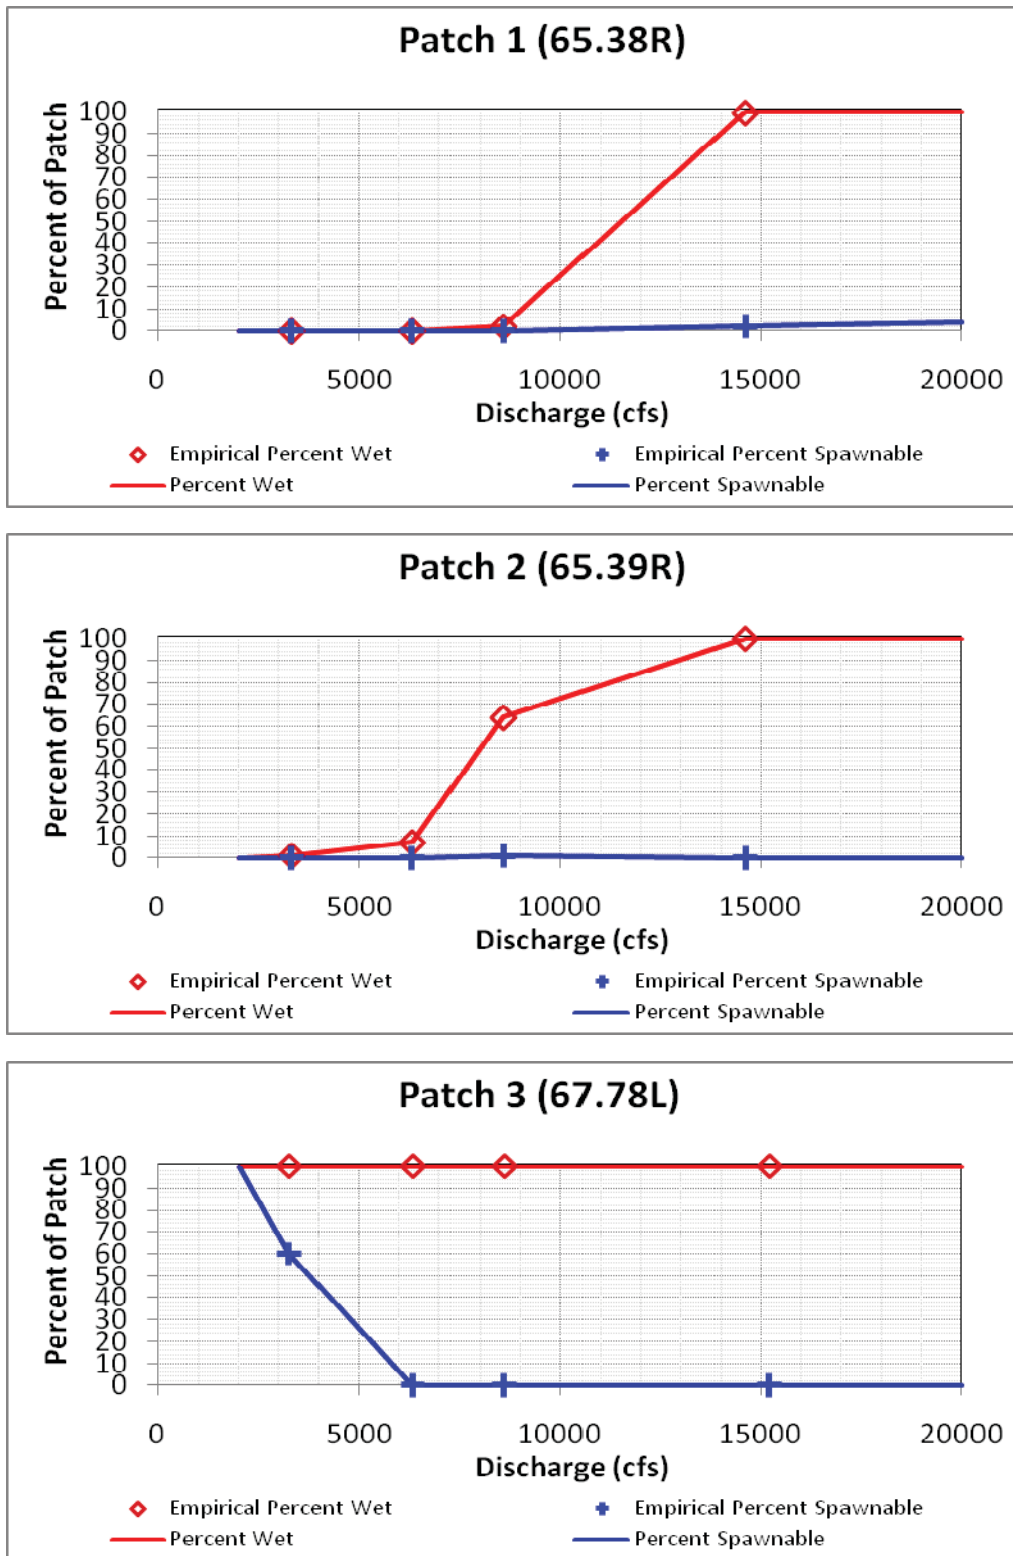 Patch 1 (65.38R)
Percent of Patch
100
90
80
70
60
50
40
30
20
10
0
0 5000 10000 15000 20000
Discharge (cfs)
Empirical Percent Wet Empirical Percent Spawnable
Percent Wet Percent Spawnable
Patch 2 (65.39R)
Percent of Patch
100
90
80
70
60
50
40
30
20
10
0
0 5000 10000 15000 20000
Discharge (cfs)
Empirical Percent Wet Empirical Percent Spawnable
Percent Wet Percent Spawnable
Patch 3 (67.78L)
Percent of Patch
100
90
80
70
60
50
40
30
20
10
0
0 5000 10000 15000 20000
Discharge (cfs)
Empirical Percent Wet Empirical Percent Spawnable
Percent Wet Percent Spawnable